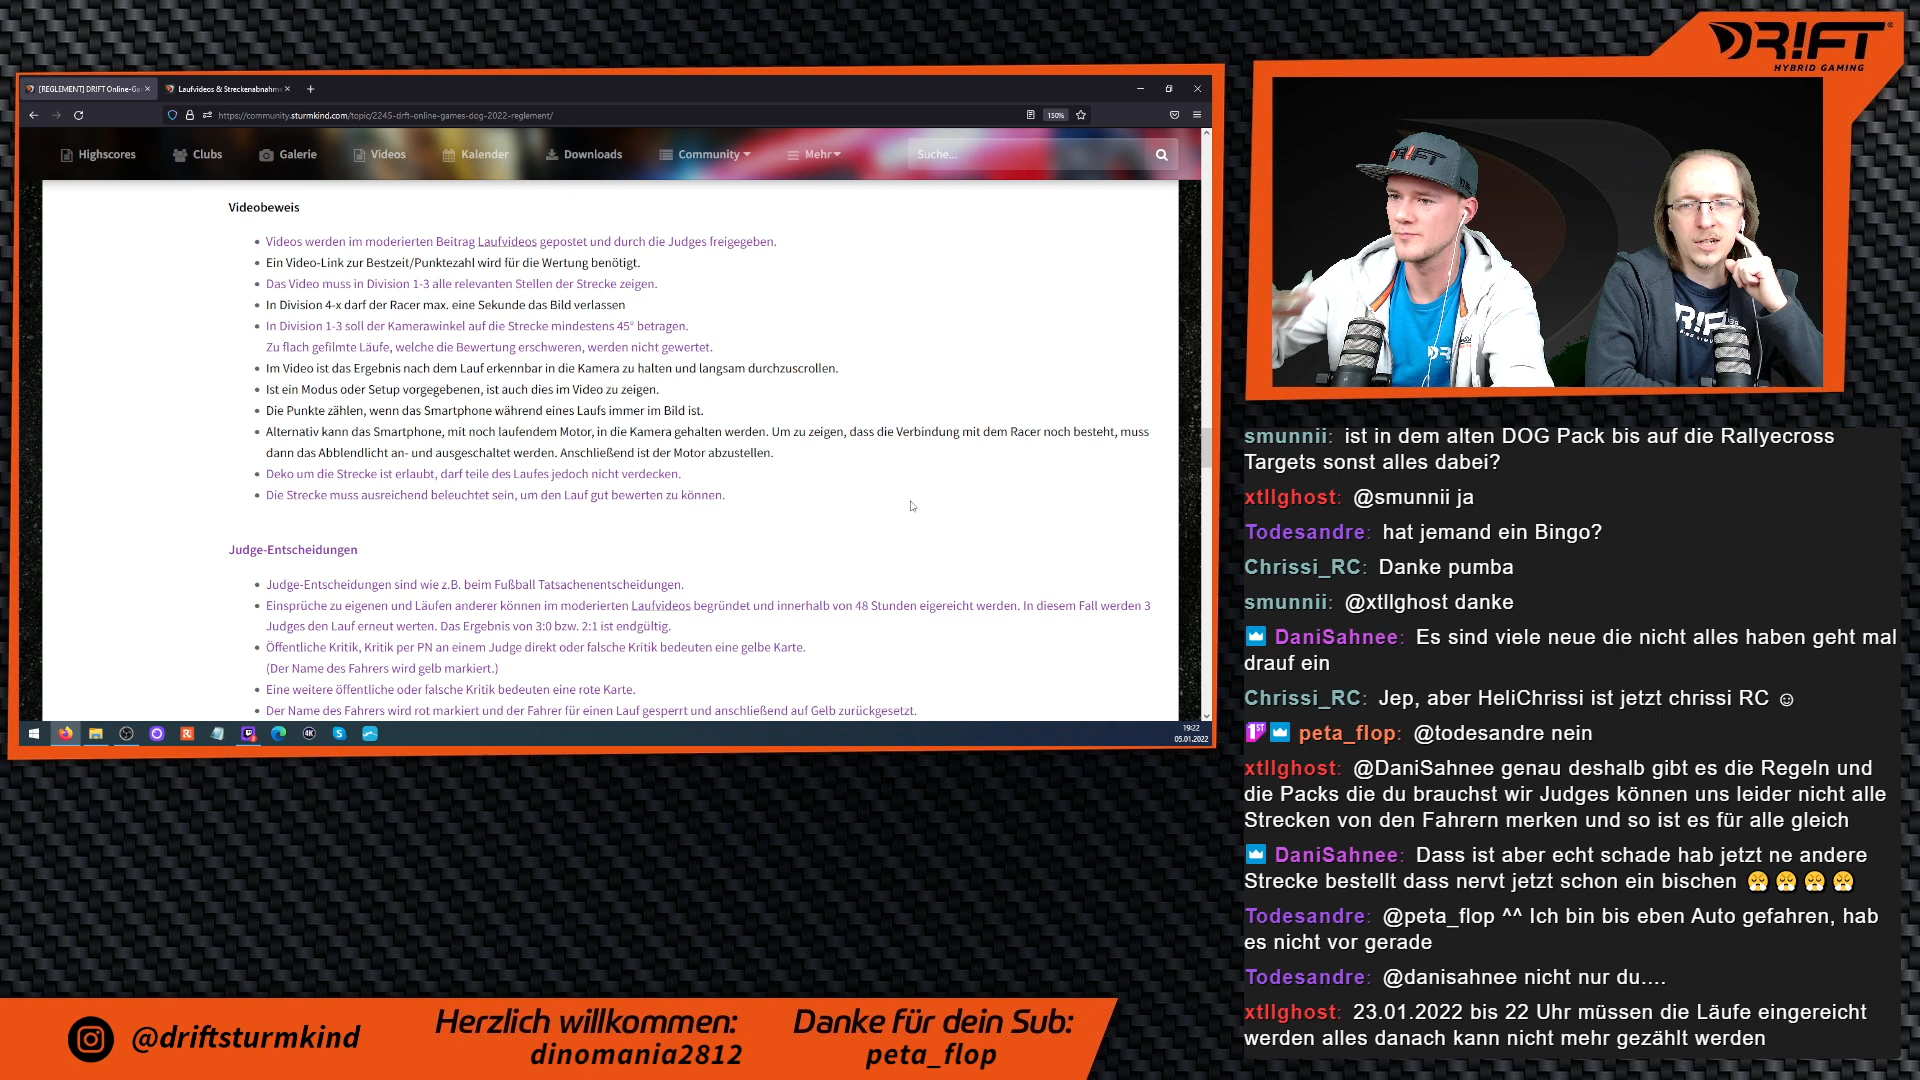 DR!FT
HYBRID GAMING
[REGLEMENT] DR!FT Online-Ga
Laufvideos & Streckenabnahme
https://community.sturmkind.com/topic/2245-drft-online-games-dog-2022-reglement/
150%
Highscores
Clubs
Galerie
Videos
Kalender
Downloads
Community
Mehr
Suche...
Videobeweis
Videos werden im moderierten Beitrag Laufvideos gepostet und durch die Judges freigegeben.
Ein Video-Link zur Bestzeit/Punktezahl wird für die Wertung benötigt.
Das Video muss in Division 1-3 alle relevanten Stellen der Strecke zeigen.
In Division 4-x darf der Racer max. eine Sekunde das Bild verlassen
In Division 1-3 soll der Kamerawinkel auf die Strecke mindestens 45° betragen.
Zu flach gefilmte Läufe, welche die Bewertung erschweren, werden nicht gewertet.
Im Video ist das Ergebnis nach dem Lauf erkennbar in die Kamera zu halten und langsam durchzuscrollen.
Ist ein Modus oder Setup vorgegebenen, ist auch dies im Video zu zeigen.
Die Punkte zählen, wenn das Smartphone während eines Laufs immer im Bild ist.
Alternativ kann das Smartphone, mit noch laufendem Motor, in die Kamera gehalten werden. Um zu zeigen, dass die Verbindung mit dem Racer noch besteht, muss
dann das Abblendlicht an- und ausgeschaltet werden. Anschließend ist der Motor abzustellen.
Deko um die Strecke ist erlaubt, darf teile des Laufes jedoch nicht verdecken.
Die Strecke muss ausreichend beleuchtet sein, um den Lauf gut bewerten zu können.
Judge-Entscheidungen
Judge-Entscheidungen sind wie z.B. beim Fußball Tatsachenentscheidungen.
Einsprüche zu eigenen und Läufen anderer können im moderierten Laufvideos begründet und innerhalb von 48 Stunden eigereicht werden. In diesem Fall werden 3
Judges den Lauf erneut werten. Das Ergebnis von 3:0 bzw. 2:1 ist endgültig.
Öffentliche Kritik, Kritik per PN an einem Judge direkt oder falsche Kritik bedeuten eine gelbe Karte.
(Der Name des Fahrers wird gelb markiert.)
Eine weitere öffentliche oder falsche Kritik bedeuten eine rote Karte.
Der Name des Fahrers wird rot markiert und der Fahrer für einen Lauf gesperrt und anschließend auf Gelb zurückgesetzt.
19:22
05.01.2022
smunnii: ist in dem alten DOG Pack bis auf die Rallyecross
Targets sonst alles dabei?
xtllghost: @smunnii ja
Todesandre: hat jemand ein Bingo?
Chrissi_RC: Danke pumba
smunnii: @xtllghost danke
DaniSahnee: Es sind viele neue die nicht alles haben geht mal
drauf ein
Chrissi_RC: Jep, aber HeliChrissi ist jetzt chrissi RC ☺
1ST peta_flop: @todesandre nein
xtllghost: @DaniSahnee genau deshalb gibt es die Regeln und
die Packs die du brauchst wir Judges können uns leider nicht alle
Strecken von den Fahrern merken und so ist es für alle gleich
DaniSahnee: Dass ist aber echt schade hab jetzt ne andere
Strecke bestellt dass nervt jetzt schon ein bischen 😤 😤 😤 😤
Todesandre: @peta_flop ^^ Ich bin bis eben Auto gefahren, hab
es nicht vor gerade
Todesandre: @danisahnee nicht nur du....
xtllghost: 23.01.2022 bis 22 Uhr müssen die Läufe eingereicht
werden alles danach kann nicht mehr gezählt werden
@driftsturmkind
Herzlich willkommen:
dinomania2812
Danke für dein Sub:
peta_flop